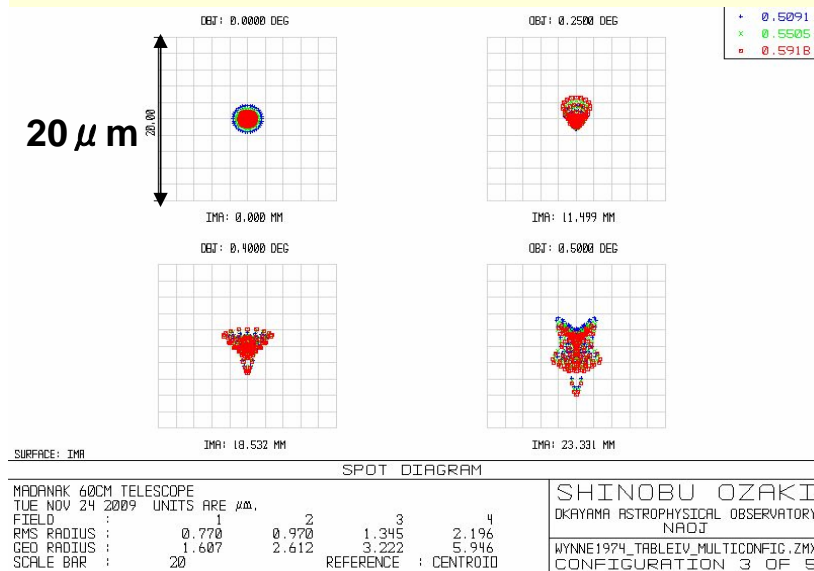 OBJ: 0.0000 DEG
OBJ: 0.2500 DEG
+ 0.5091
× 0.5505
0.5918
20 μ m
20.00
IMA: 0.000 MM
IMA: 11.499 MM
OBJ: 0.4000 DEG
OBJ: 0.5000 DEG
IMA: 18.532 MM
IMA: 23.331 MM
SURFACE: IMA
SPOT DIAGRAM
MADANAK 60CM TELESCOPE
TUE NOV 24 2009 UNITS ARE μm.
FIELD : 1 2 3 4
RMS RADIUS : 0.770 0.970 1.345 2.196
GEO RADIUS : 1.607 2.612 3.222 5.946
SCALE BAR : 20 REFERENCE : CENTROID
SHINOBU OZAKI
OKAYAMA ASTROPHYSICAL OBSERVATORY
NAOJ
WYNNE1974_TABLEIV_MULTICONFIG.ZMX
CONFIGURATION 3 OF 5